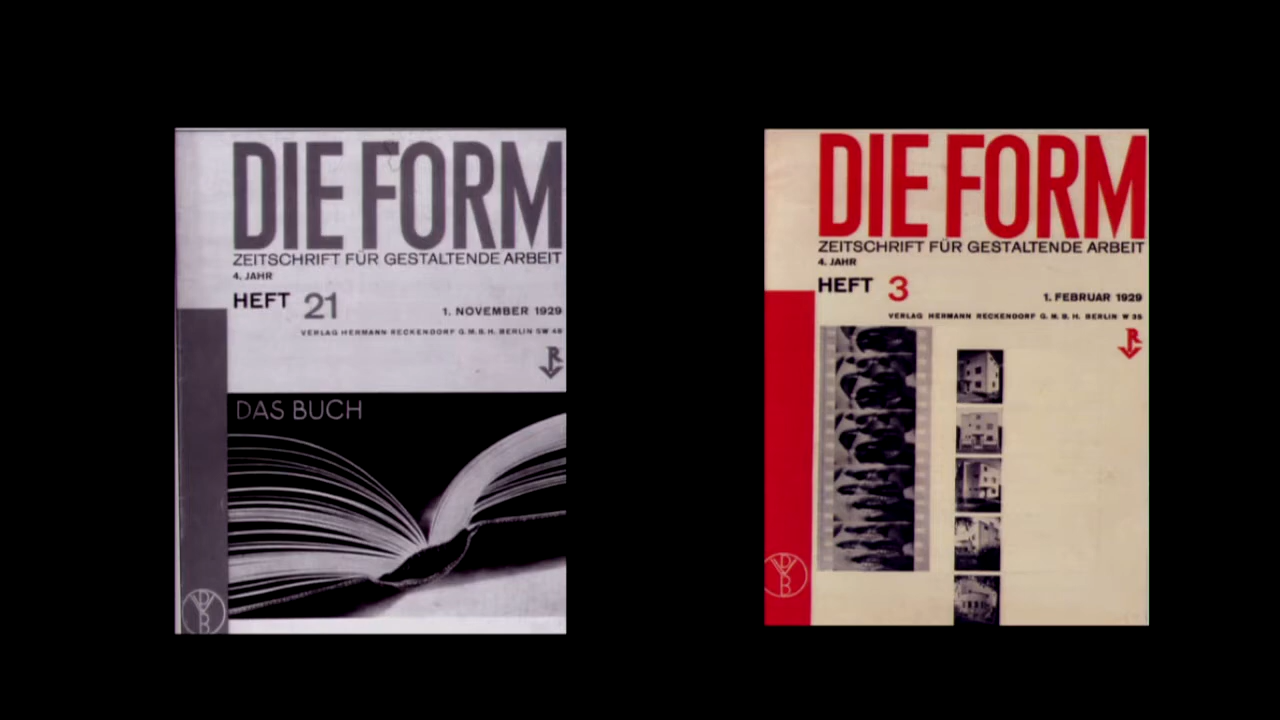 DIE FORM
ZEITSCHRIFT FÜR GESTALTENDE ARBEIT
4. JAHR
HEFT 21
1. NOVEMBER 1929
VERLAG HERMANN RECKENDORF G.M.B.H. BERLIN SW 48
R
DAS BUCH
DWB
DIE FORM
ZEITSCHRIFT FÜR GESTALTENDE ARBEIT
4. JAHR
HEFT 3
1. FEBRUAR 1929
VERLAG HERMANN RECKENDORF G. M. B. H. BERLIN W 35
R
DWB